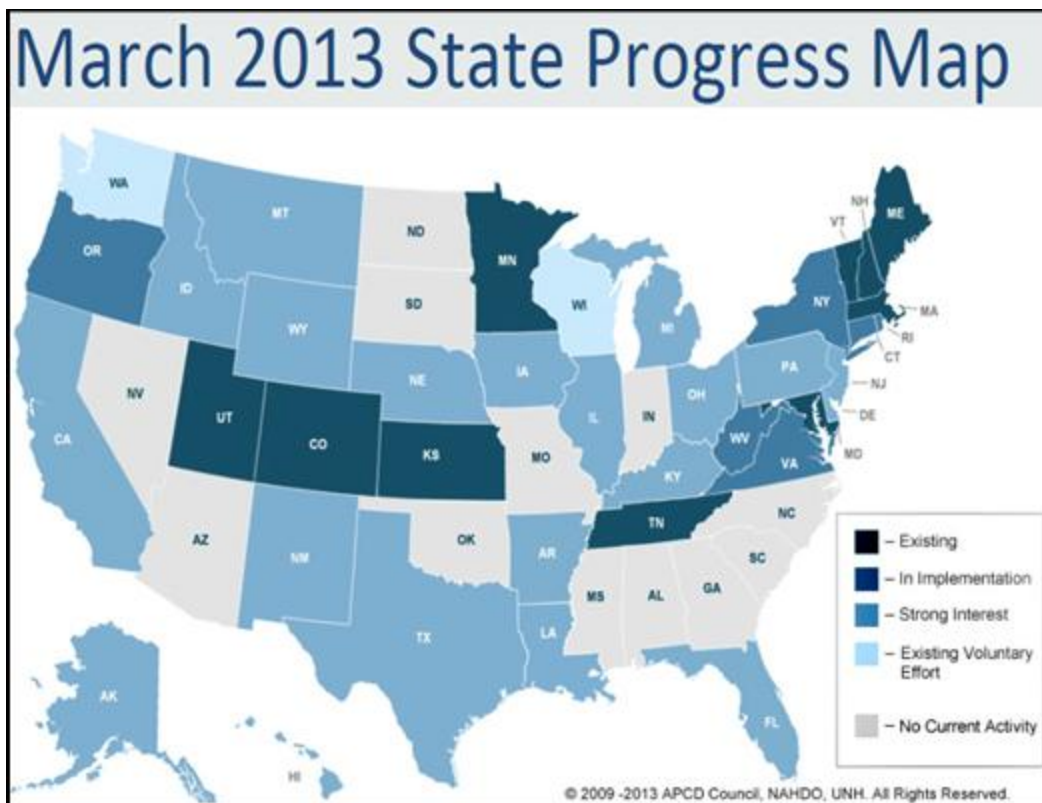 March 2013 State Progress Map
WA
MT
ND
MN
ME
NH
VT
OR
ID
SD
WI
NY
MA
WY
MI
RI
CT
NE
IA
PA
NJ
NV
UT
CO
KS
IL
IN
OH
DE
CA
MO
WV
VA
MD
KY
AZ
NM
OK
AR
TN
NC
SC
MS
AL
GA
TX
LA
AK
HI
FL
– Existing
– In Implementation
– Strong Interest
– Existing Voluntary
Effort
– No Current Activity
© 2009 -2013 APCD Council, NAHDO, UNH. All Rights Reserved.